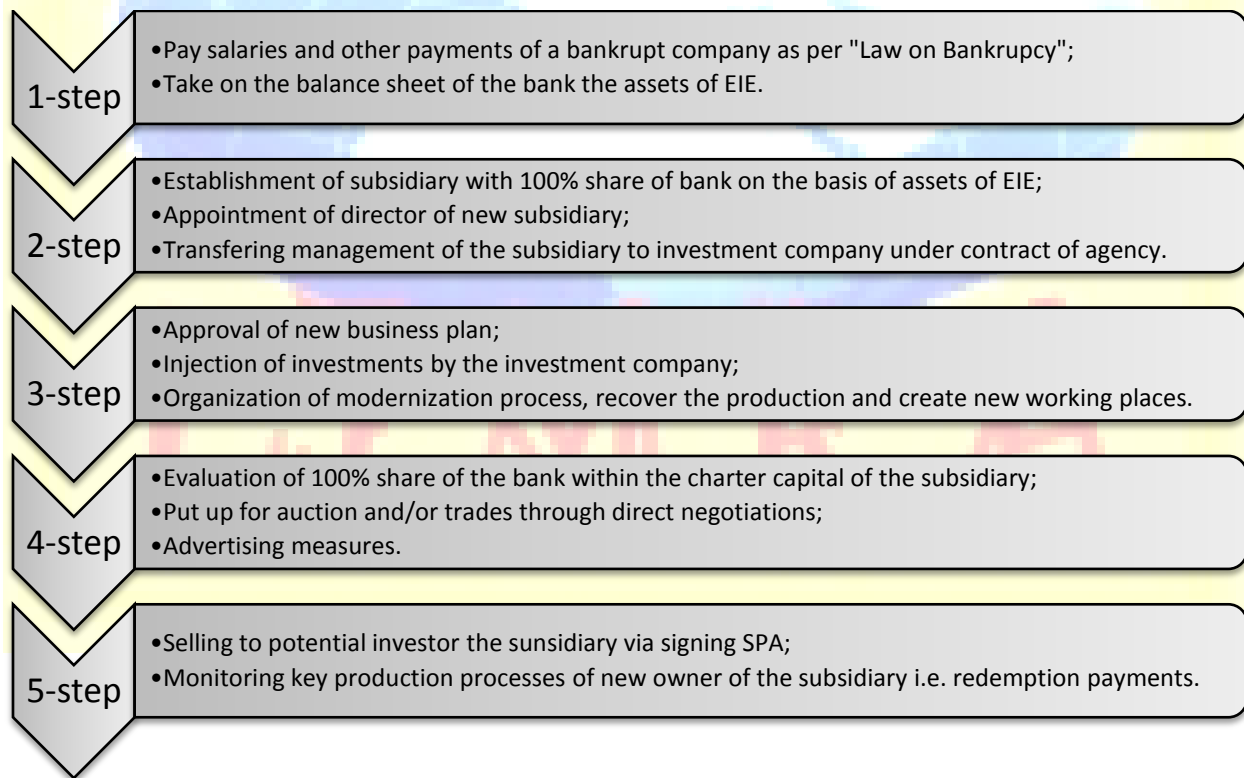 1-step
•Pay salaries and other payments of a bankrupt company as per "Law on Bankrupcy";
•Take on the balance sheet of the bank the assets of EIE.
2-step
•Establishment of subsidiary with 100% share of bank on the basis of assets of EIE;
•Appointment of director of new subsidiary;
•Transfering management of the subsidiary to investment company under contract of agency.
3-step
•Approval of new business plan;
•Injection of investments by the investment company;
•Organization of modernization process, recover the production and create new working places.
4-step
•Evaluation of 100% share of the bank within the charter capital of the subsidiary;
•Put up for auction and/or trades through direct negotiations;
•Advertising measures.
5-step
•Selling to potential investor the sunsidiary via signing SPA;
•Monitoring key production processes of new owner of the subsidiary i.e. redemption payments.